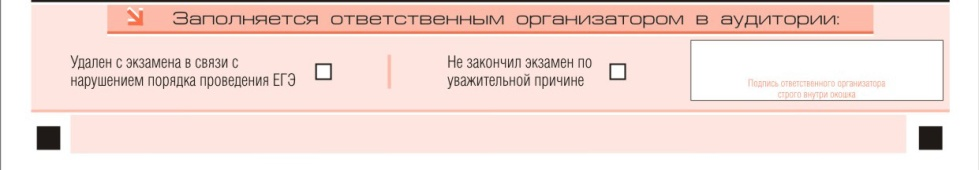 Заполняется ответственным организатором в аудитории:
Удален с экзамена в связи с
нарушением порядка проведения ЕГЭ
Не закончил экзамен по
уважительной причине
Подпись ответственного организатора
строго внутри окошка